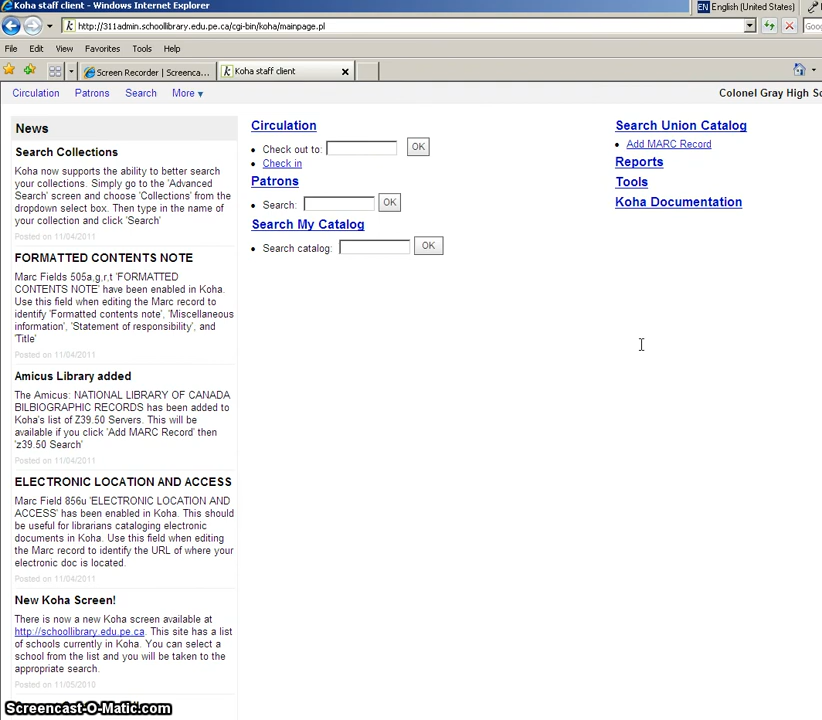 Koha staff client - Windows Internet Explorer
EN English (United States)
http://311admin.schoollibrary.edu.pe.ca/cgi-bin/koha/mainpage.pl
Goo
File Edit View Favorites Tools Help
Screen Recorder | Screenca...
Koha staff client
Circulation Patrons Search More ▼
Colonel Gray High Sc
News
Search Collections
Koha now supports the ability to better search
your collections. Simply go to the 'Advanced
Search' screen and choose 'Collections' from the
dropdown select box. Then type in the name of
your collection and click 'Search'
Posted on 11/04/2011
FORMATTED CONTENTS NOTE
Marc Fields 505a,g,r,t 'FORMATTED
CONTENTS NOTE' have been enabled in Koha.
Use this field when editing the Marc record to
identify 'Formatted contents note', 'Miscellaneous
information', 'Statement of responsibility', and
'Title'
Posted on 11/04/2011
Amicus Library added
The Amicus: NATIONAL LIBRARY OF CANADA
BILBIOGRAPHIC RECORDS has been added to
Koha's list of Z39.50 Servers. This will be
available if you click 'Add MARC Record' then
'z39.50 Search'
Posted on 11/04/2011
ELECTRONIC LOCATION AND ACCESS
Marc Field 856u 'ELECTRONIC LOCATION AND
ACCESS' has been enabled in Koha. This should
be useful for librarians cataloging electronic
documents in Koha. Use this field when editing
the Marc record to identify the URL of where your
electronic doc is located.
Posted on 11/04/2011
New Koha Screen!
There is now a new Koha screen available at
http://schoollibrary.edu.pe.ca. This site has a list
of schools currently in Koha. You can select a
school from the list and you will be taken to the
appropriate search.
Posted on 11/05/2010
Circulation
Check out to: OK
Check in
Patrons
Search: OK
Search My Catalog
Search catalog: OK
Search Union Catalog
Add MARC Record
Reports
Tools
Koha Documentation
Screencast-O-Matic.com